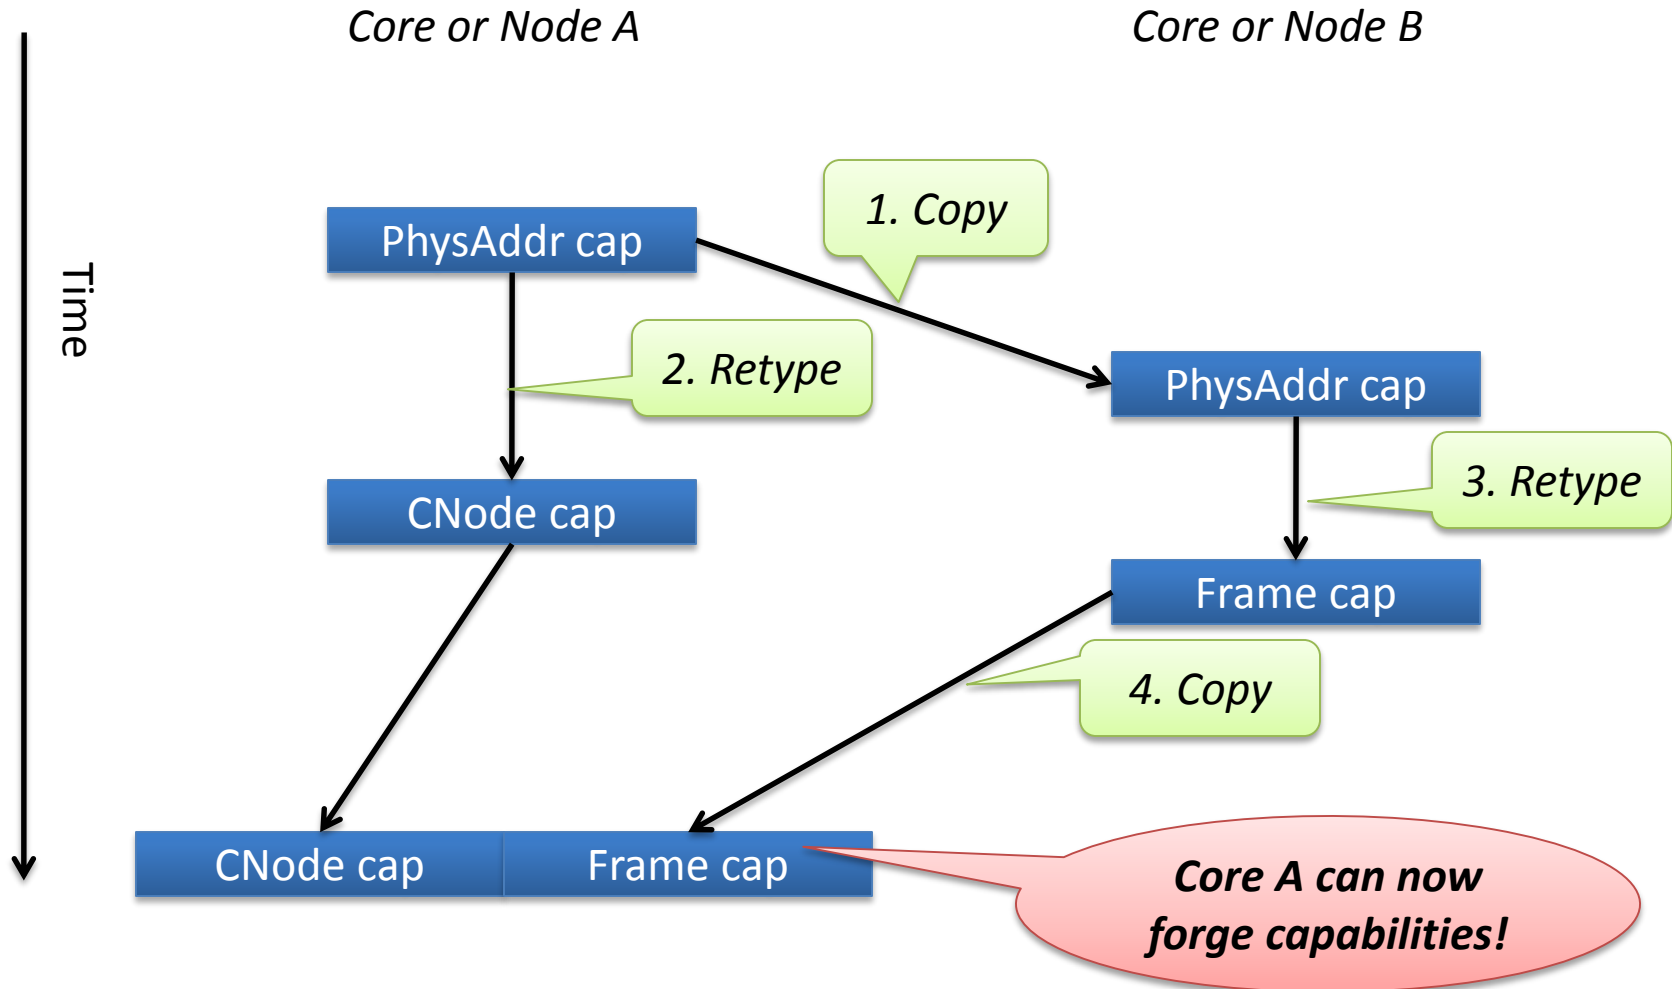 Core or Node A
Core or Node B
Time
1. Copy
PhysAddr cap
2. Retype
PhysAddr cap
3. Retype
CNode cap
Frame cap
4. Copy
CNode cap
Frame cap
Core A can now
forge capabilities!